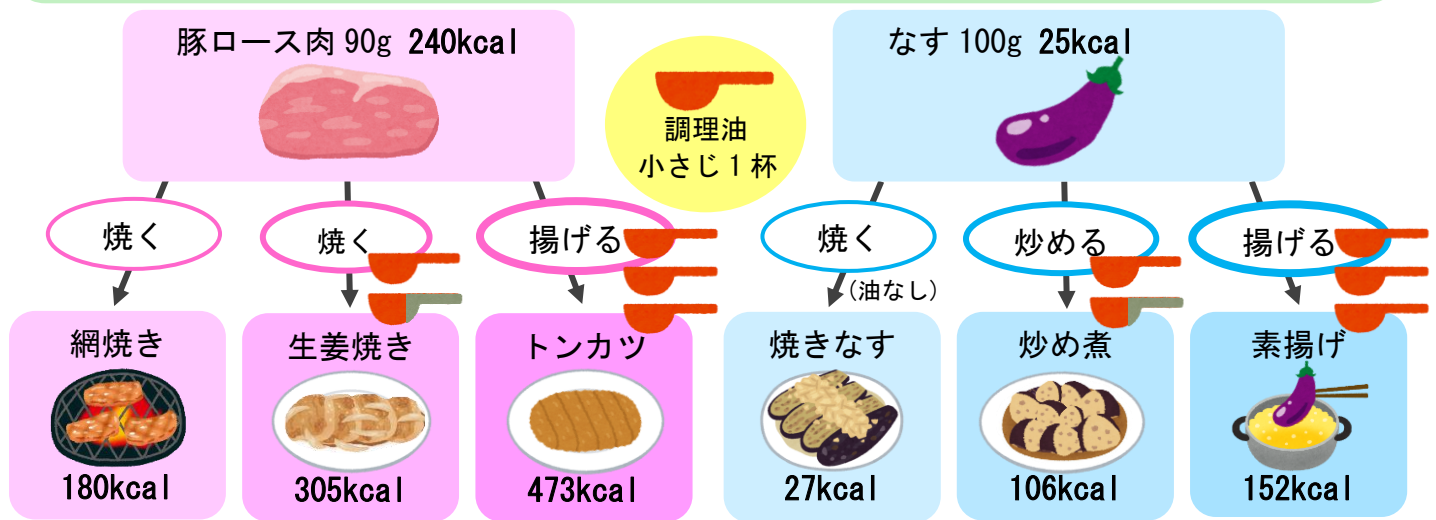 豚ロース肉 90g 240kcal
調理油
小さじ1杯
なす 100g 25kcal
焼く
焼く
揚げる
焼く
(油なし)
炒める
揚げる
網焼き
180kcal
生姜焼き
305kcal
トンカツ
473kcal
焼きなす
27kcal
炒め煮
106kcal
素揚げ
152kcal